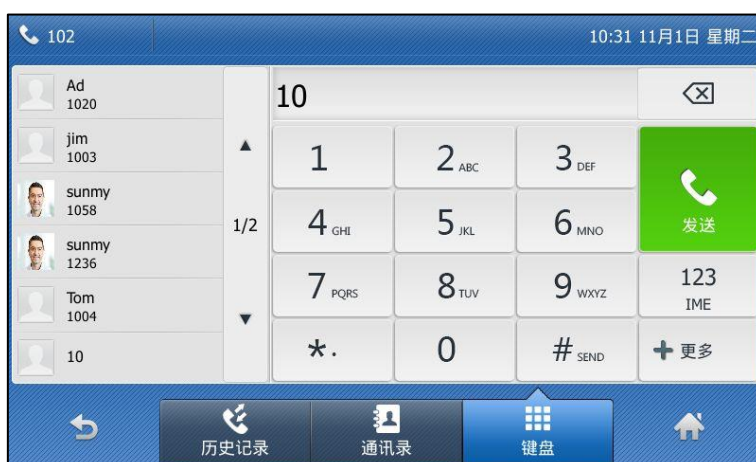 102
10:31 11月1日 星期二
Ad
1020
jim
1003
sunmy
1058
sunmy
1236
Tom
1004
10
1/2
10
1 2 ABC 3 DEF
发送
4 GHI 5 JKL 6 MNO
7 PQRS 8 TUV 9 WXYZ
123
IME
*. 0 # SEND
更多
历史记录 通讯录 键盘